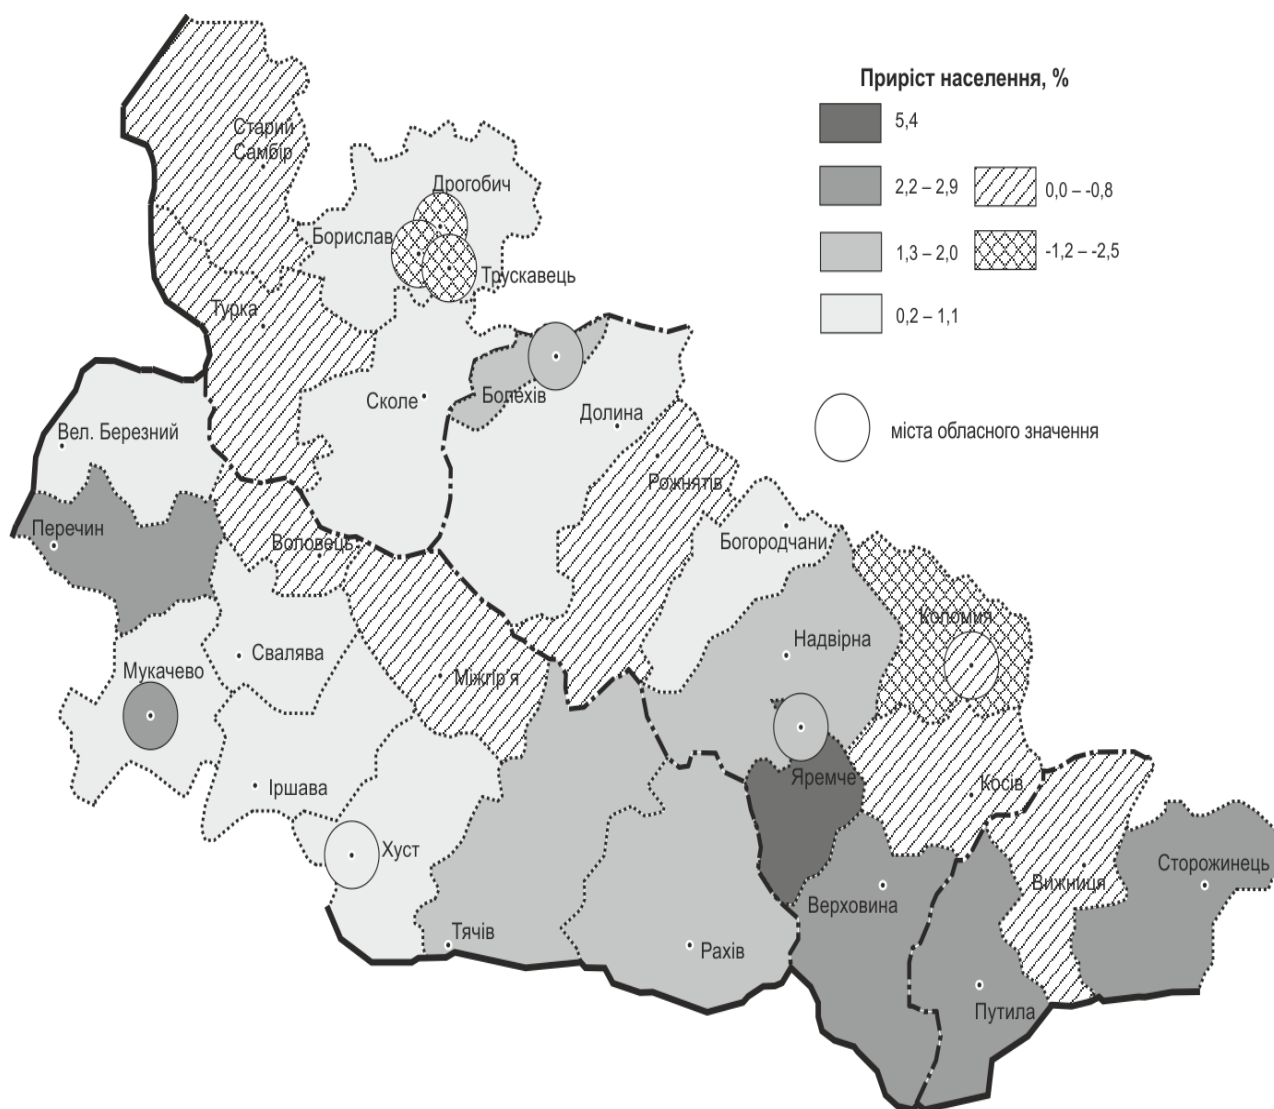 Приріст населення, %
5,4
2,2 – 2,9
0,0 – -0,8
1,3 – 2,0
-1,2 – -2,5
0,2 – 1,1
міста обласного значення
Старий
Самбір
Дрогобич
Борислав
Трускавець
Турка
Сколе
Болехів
Долина
Вел. Березний
Рожнятів
Перечин
Воловець
Богородчани
Коломия
Надвірна
Свалява
Мукачево
Міжгір'я
Яремче
Іршава
Косів
Хуст
Сторожинець
Вижниця
Верховина
Тячів
Рахів
Путила